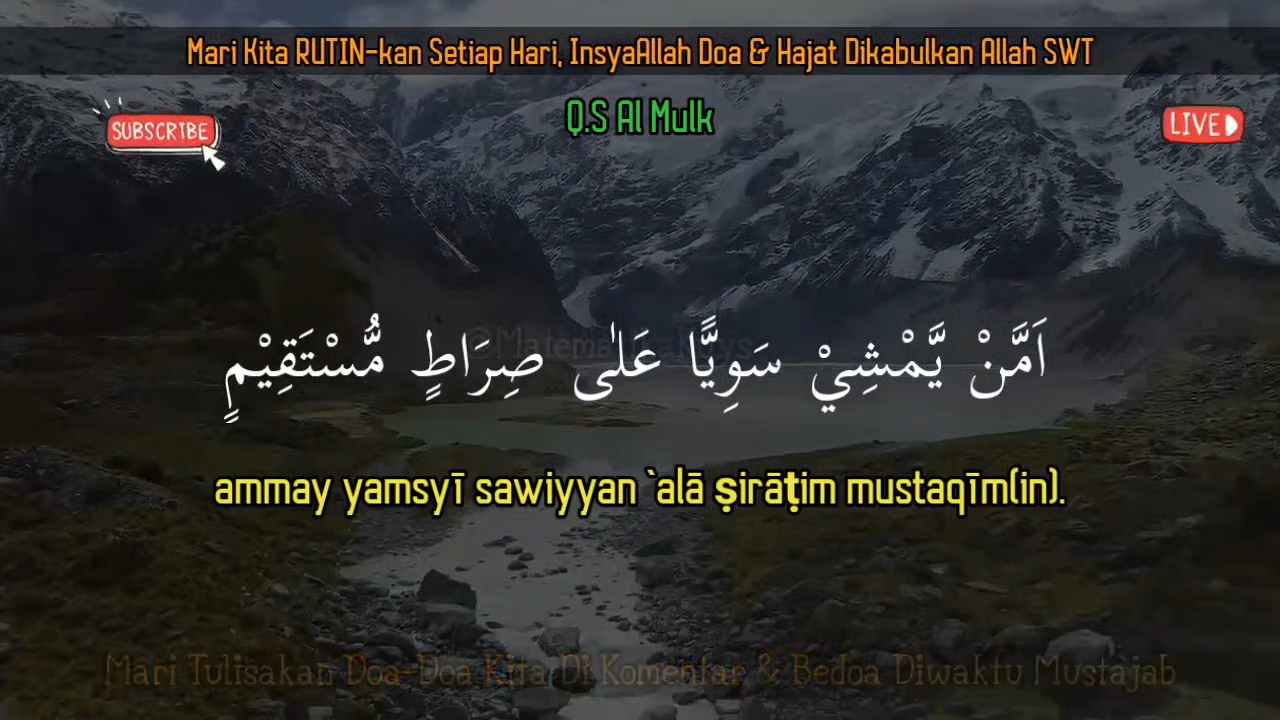 Mari Kita RUTIN-kan Setiap Hari, InsyaAllah Doa & Hajat Dikabulkan Allah SWT
SUBSCRIBE
Q.S Al Mulk
LIVE
اَمَّنْ يَّمْشِيْ سَوِيًّا عَلٰى صِرَاطٍ مُّسْتَقِيْمٍ
ammay yamsyī sawiyyan `alā ṣirāṭim mustaqīm(in).
Mari Tulisakan Doa-Doa Kita Di Komentar & Bedoa Diwaktu Mustajab